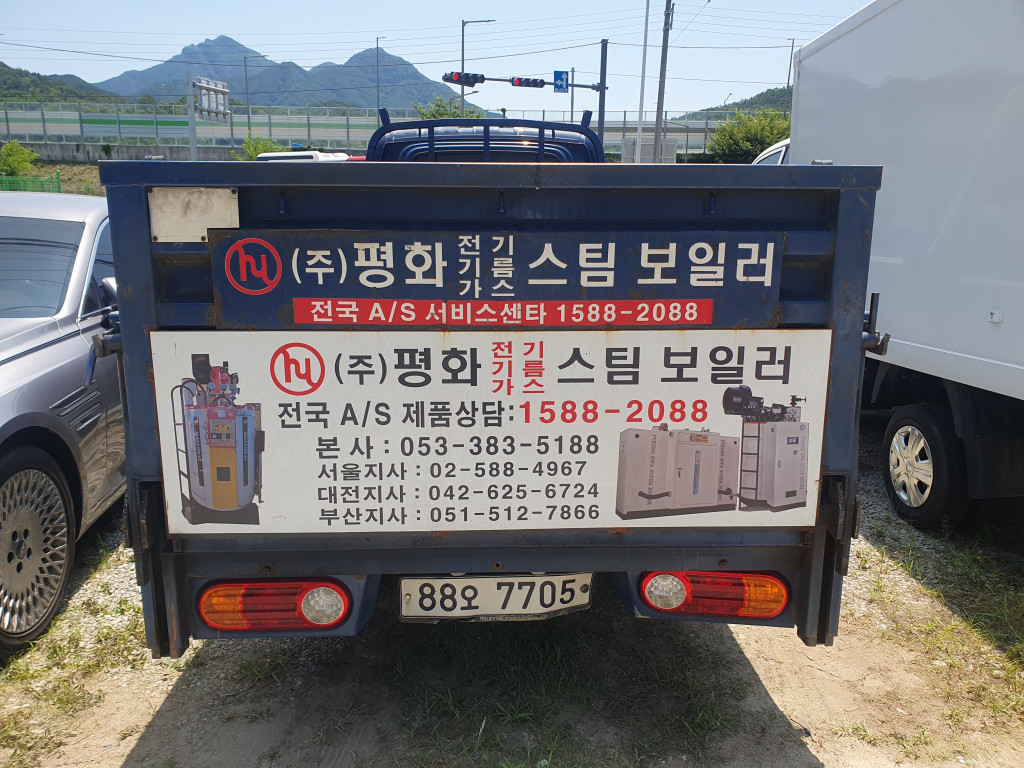 hy (주)평화 전기 기름 가스 스팀 보일러
전국 A/S 서비스센타 1588-2088
hy (주)평화 전기 기름 가스 스팀 보일러
전국 A/S 제품상담:1588-2088
본 사 : 053-383-5188
서울지사 : 02-588-4967
대전지사 : 042-625-6724
부산지사 : 051-512-7866
88오 7705